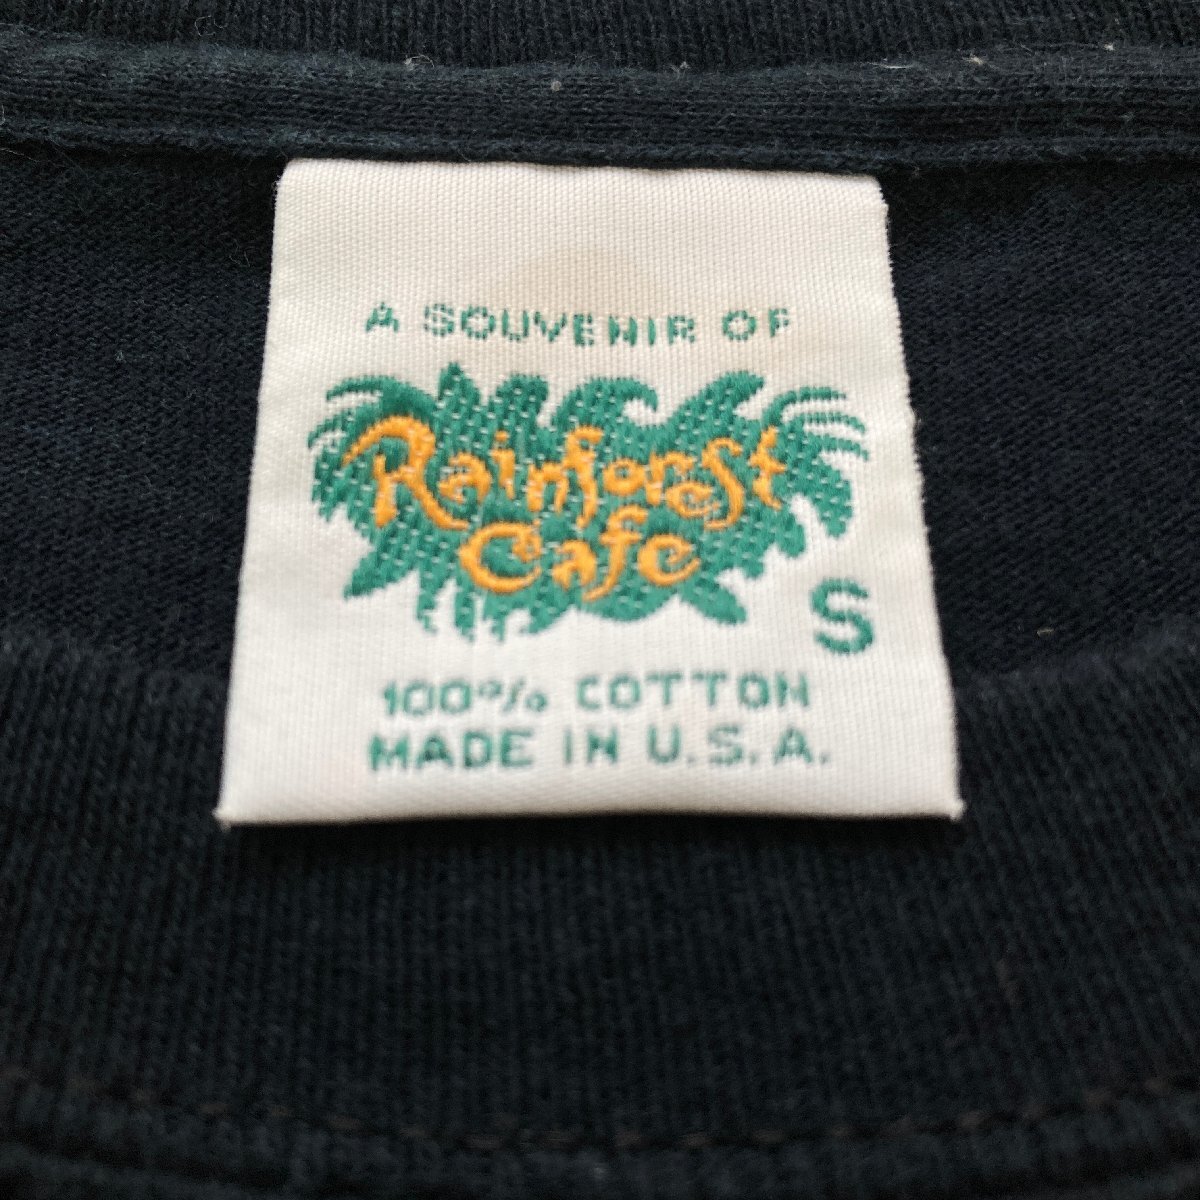 A SOUVENIR OF
Rainforest
Cafe
S
100% COTTON
MADE IN U.S.A.